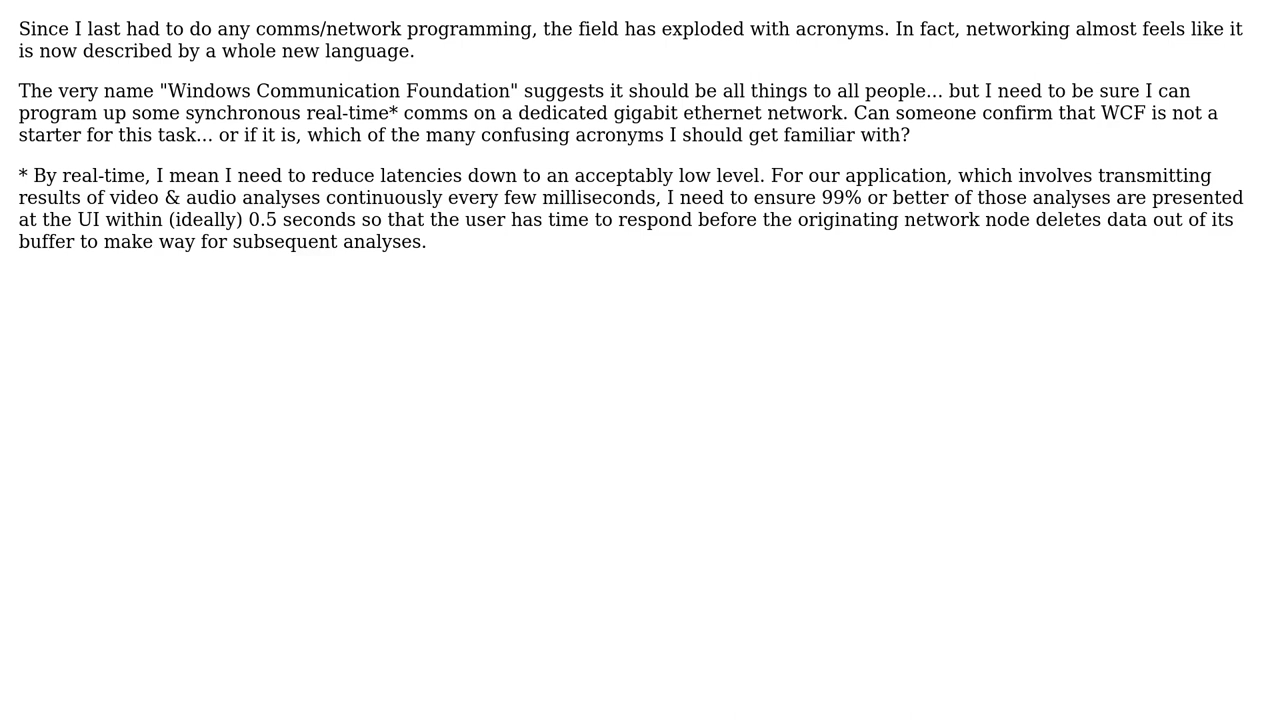 Since I last had to do any comms/network programming, the field has exploded with acronyms. In fact, networking almost feels like it
is now described by a whole new language.
The very name "Windows Communication Foundation" suggests it should be all things to all people... but I need to be sure I can
program up some synchronous real-time* comms on a dedicated gigabit ethernet network. Can someone confirm that WCF is not a
starter for this task... or if it is, which of the many confusing acronyms I should get familiar with?
* By real-time, I mean I need to reduce latencies down to an acceptably low level. For our application, which involves transmitting
results of video & audio analyses continuously every few milliseconds, I need to ensure 99% or better of those analyses are presented
at the UI within (ideally) 0.5 seconds so that the user has time to respond before the originating network node deletes data out of its
buffer to make way for subsequent analyses.